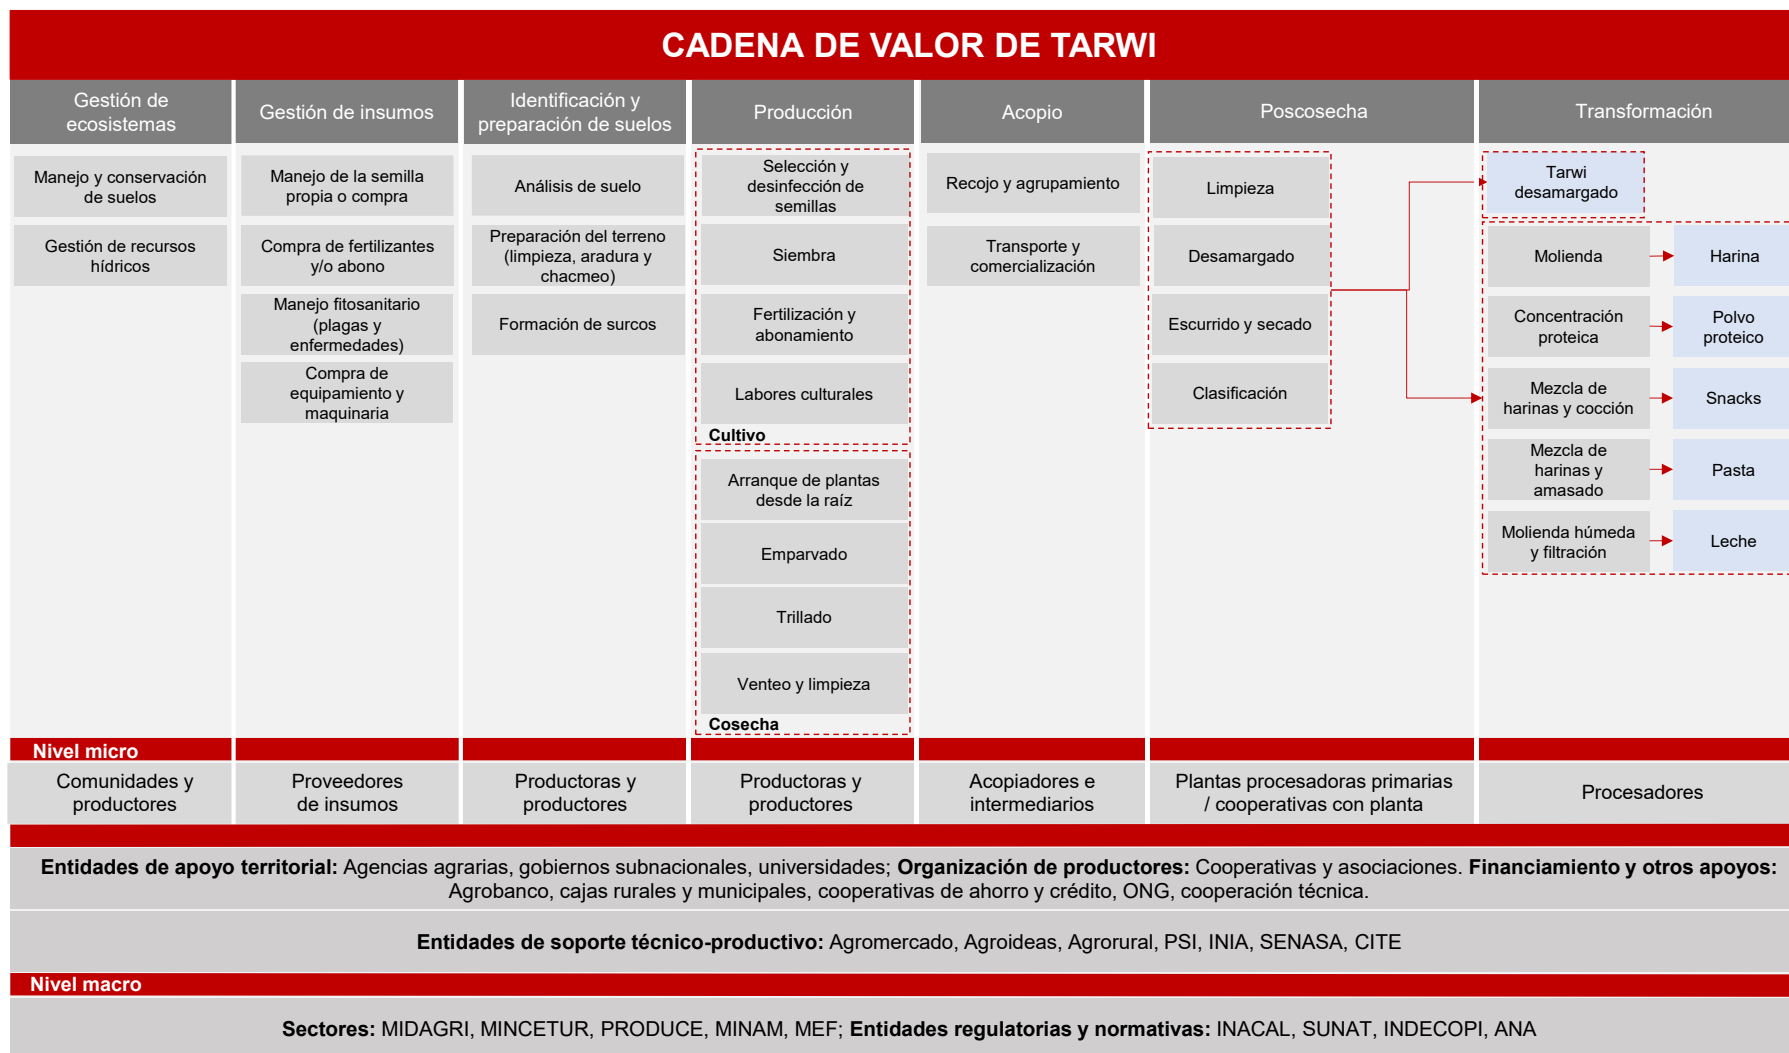 CADENA DE VALOR DE TARWI
Gestión de
ecosistemas
Gestión de insumos
Identificación y
preparación de suelos
Producción
Acopio
Poscosecha
Transformación
Manejo y conservación
de suelos
Gestión de recursos
hídricos
Manejo de la semilla
propia o compra
Compra de fertilizantes
y/o abono
Manejo fitosanitario
(plagas y
enfermedades)
Compra de
equipamiento y
maquinaria
Análisis de suelo
Preparación del terreno
(limpieza, aradura y
chacmeo)
Formación de surcos
Selección y
desinfección de
semillas
Siembra
Fertilización y
abonamiento
Labores culturales
Cultivo
Arranque de plantas
desde la raíz
Emparvado
Trillado
Venteo y limpieza
Cosecha
Recojo y agrupamiento
Transporte y
comercialización
Limpieza
Desamargado
Escurrido y secado
Clasificación
Tarwi
desamargado
Molienda
Harina
Concentración
proteica
Polvo
proteico
Mezcla de
harinas y cocción
Snacks
Mezcla de
harinas y
amasado
Pasta
Molienda húmeda
y filtración
Leche
Nivel micro
Comunidades y
productores
Proveedores
de insumos
Productoras y
productores
Productoras y
productores
Acopiadores e
intermediarios
Plantas procesadoras primarias
/ cooperativas con planta
Procesadores
Entidades de apoyo territorial: Agencias agrarias, gobiernos subnacionales, universidades; Organización de productores: Cooperativas y asociaciones. Financiamiento y otros apoyos:
Agrobanco, cajas rurales y municipales, cooperativas de ahorro y crédito, ONG, cooperación técnica.
Entidades de soporte técnico-productivo: Agromercado, Agroideas, Agrorural, PSI, INIA, SENASA, CITE
Nivel macro
Sectores: MIDAGRI, MINCETUR, PRODUCE, MINAM, MEF; Entidades regulatorias y normativas: INACAL, SUNAT, INDECOPI, ANA